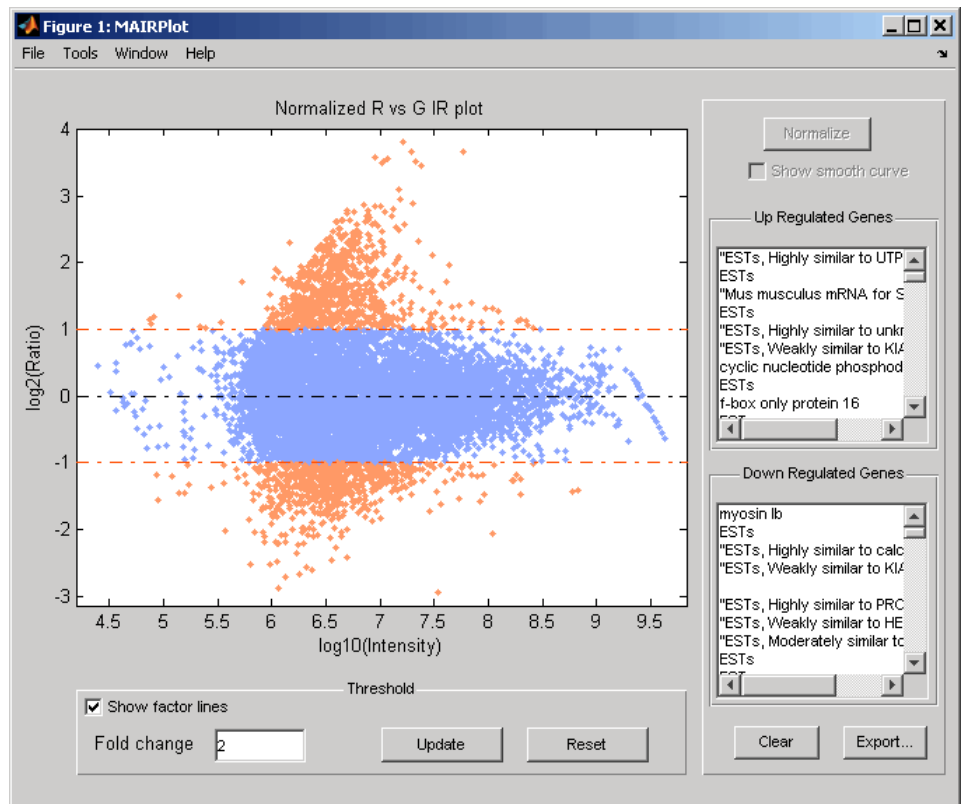 Figure 1: MAIRPlot
File Tools Window Help
Normalized R vs G IR plot
4
3
2
1
0
-1
-2
-3
log2(Ratio)
4.5 5 5.5 6 6.5 7 7.5 8 8.5 9 9.5
log10(Intensity)
Normalize
Show smooth curve
Up Regulated Genes
"ESTs, Highly similar to UTP
ESTs
"Mus musculus mRNA for S
ESTs
"ESTs, Highly similar to unkr
"ESTs, Weakly similar to KIA
cyclic nucleotide phosphod
ESTs
f-box only protein 16
EST
Down Regulated Genes
myosin Ib
ESTs
"ESTs, Highly similar to calc
"ESTs, Weakly similar to KIA
"ESTs, Highly similar to PRO
"ESTs, Weakly similar to HE
"ESTs, Moderately similar to
ESTs
Threshold
Show factor lines
Fold change 2 Update Reset
Clear Export...